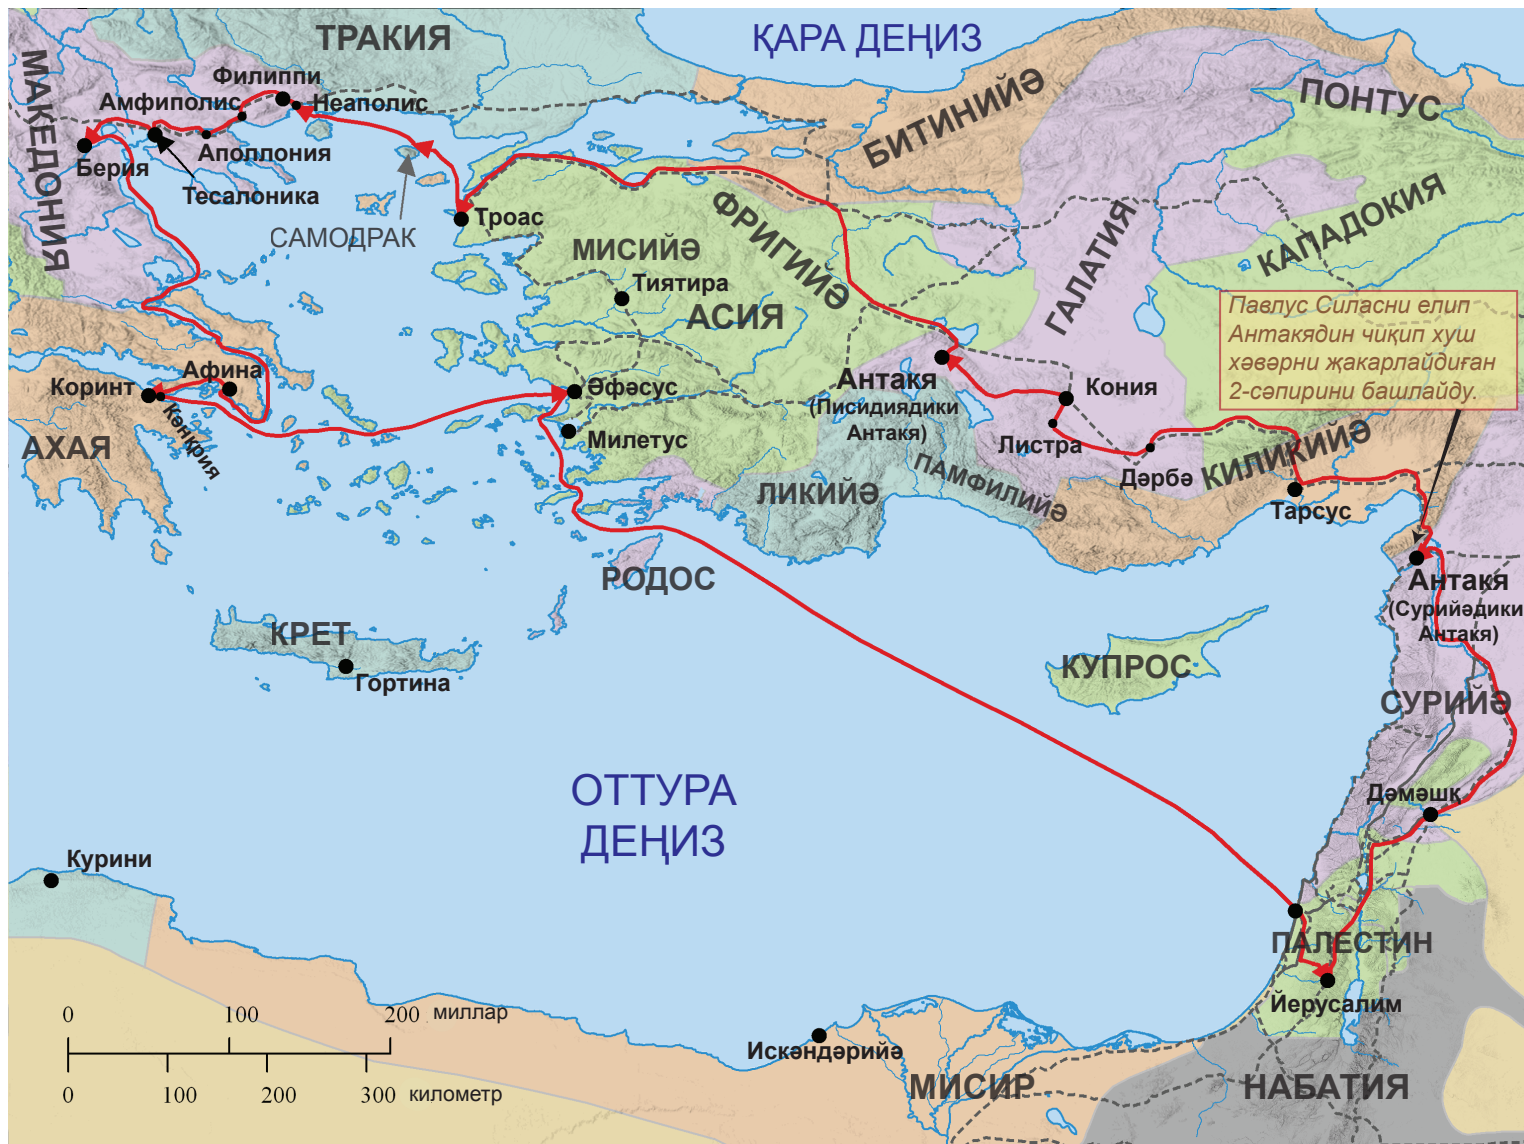 ТРАКИЯ
ҚАРА ДЕҢИЗ
МАКЕДОНИЯ
Филиппи
Амфиполис
Неаполис
БИТИНИЙӘ
ПОНТУС
Берия
Аполлония
Тесалоника
Троас
САМОДРАК
ФРИГИЙӘ
ГАЛАТИЯ
КАПАДОКИЯ
МИСИЙӘ
Тиятира
АСИЯ
Павлус Силасни елип
Антакядин чиқип хуш
хәвәрни җакарлайдиған
2-сәпирини башлайду.
Афина
Коринт
Кәнқрия
Әфәсус
Милетус
Антакя
(Писидиядики
Антакя)
Кония
Листра
Дәрбә
АХАЯ
ЛИКИЙӘ
ПАМФИЛИЙӘ
КИЛИКИЙӘ
Тарсус
РОДОС
Антакя
(Сурийәдики
Антакя)
КРЕТ
Гортина
КУПРОС
СУРИЙӘ
ОТТУРА
ДЕҢИЗ
Дәмәшқ
Курини
ПАЛЕСТИН
Йерусалим
0 100 200 миллар
0 100 200 300 километр
Искәндәрийә
МИСИР
НАБАТИЯ